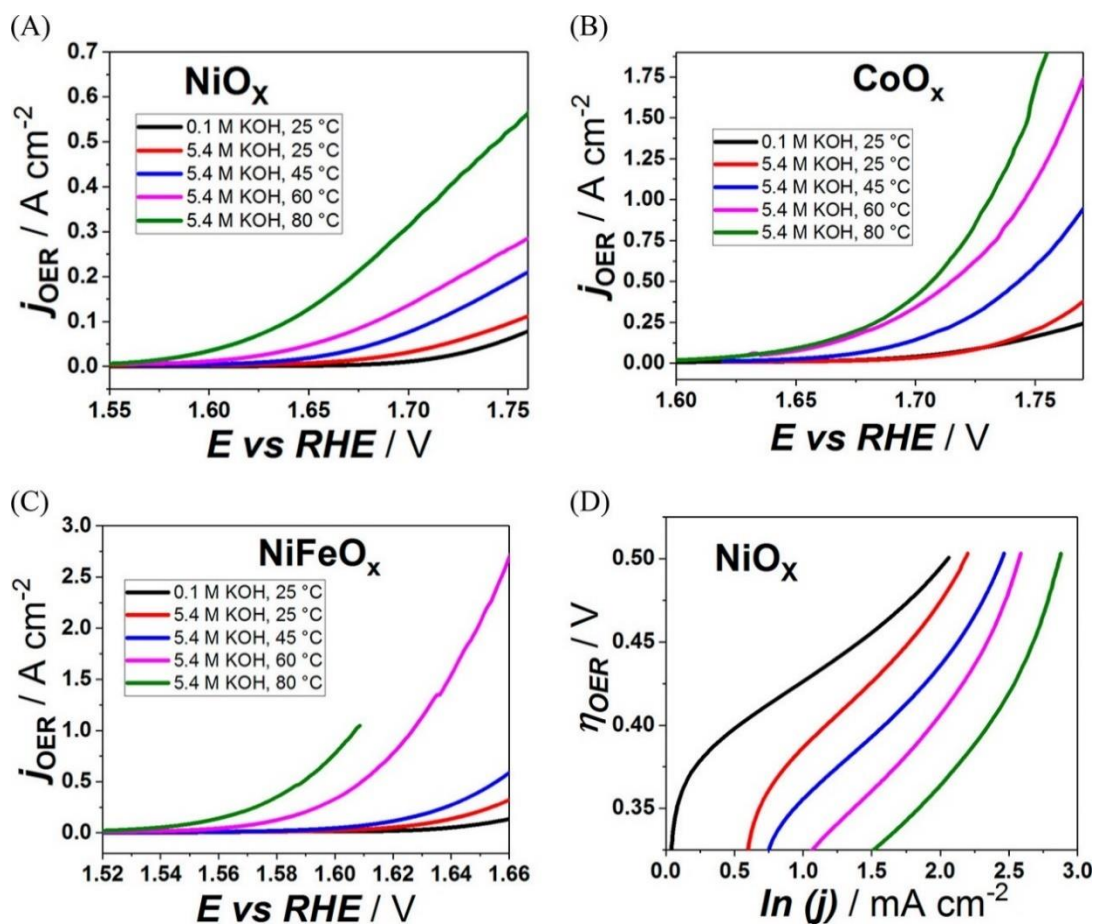 (A)
NiOx
0.1 M KOH, 25 °C
5.4 M KOH, 25 °C
5.4 M KOH, 45 °C
5.4 M KOH, 60 °C
5.4 M KOH, 80 °C
jOER / A cm-2
0.7
0.6
0.5
0.4
0.3
0.2
0.1
0.0
1.55 1.60 1.65 1.70 1.75
E vs RHE / V
(B)
CoOx
0.1 M KOH, 25 °C
5.4 M KOH, 25 °C
5.4 M KOH, 45 °C
5.4 M KOH, 60 °C
5.4 M KOH, 80 °C
jOER / A cm-2
1.75
1.50
1.25
1.00
0.75
0.50
0.25
0.00
1.60 1.65 1.70 1.75
E vs RHE / V
(C)
NiFeOx
0.1 M KOH, 25 °C
5.4 M KOH, 25 °C
5.4 M KOH, 45 °C
5.4 M KOH, 60 °C
5.4 M KOH, 80 °C
jOER / A cm-2
3.0
2.5
2.0
1.5
1.0
0.5
0.0
1.52 1.54 1.56 1.58 1.60 1.62 1.64 1.66
E vs RHE / V
(D)
NiOx
ηOER / V
0.50
0.45
0.40
0.35
0.0 0.5 1.0 1.5 2.0 2.5 3.0
ln (j) / mA cm-2